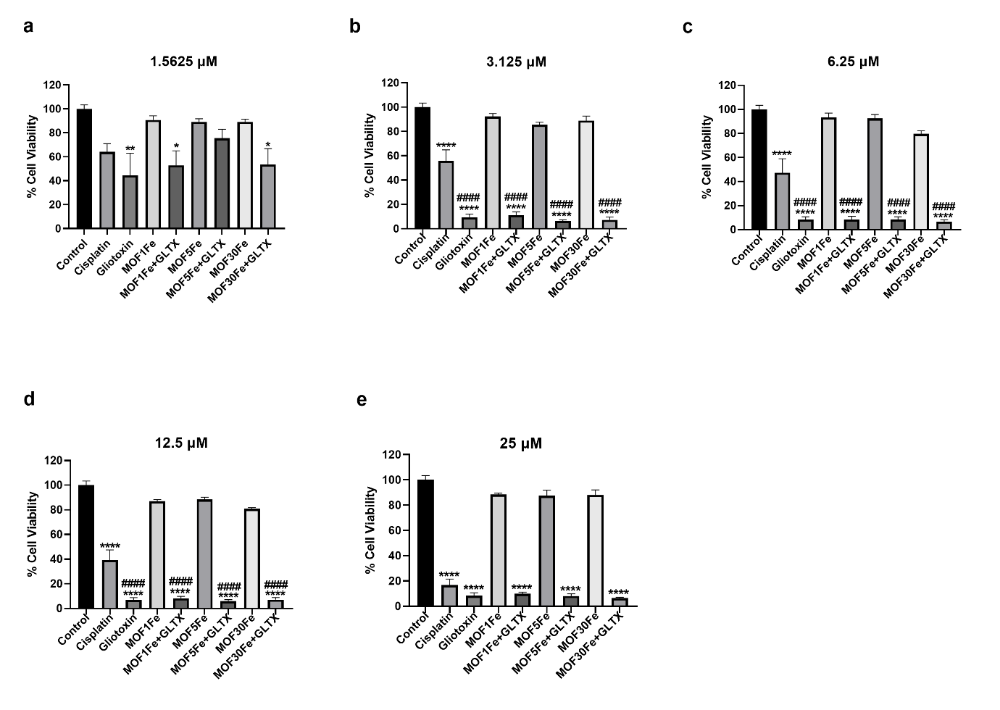 a
1.5625 µM
% Cell Viability
120
100
80
60
40
20
0
** * *
Control
Cisplatin
Gliotoxin
MOF1Fe
MOF1Fe+GLTX
MOF5Fe
MOF5Fe+GLTX
MOF30Fe
MOF30Fe+GLTX
b
3.125 µM
% Cell Viability
120
100
80
60
40
20
0
****
#### #### #### ####
**** **** **** ****
Control
Cisplatin
Gliotoxin
MOF1Fe
MOF1Fe+GLTX
MOF5Fe
MOF5Fe+GLTX
MOF30Fe
MOF30Fe+GLTX
c
6.25 µM
% Cell Viability
120
100
80
60
40
20
0
****
#### #### #### ####
**** **** **** ****
Control
Cisplatin
Gliotoxin
MOF1Fe
MOF1Fe+GLTX
MOF5Fe
MOF5Fe+GLTX
MOF30Fe
MOF30Fe+GLTX
d
12.5 µM
% Cell Viability
120
100
80
60
40
20
0
****
#### #### #### ####
**** **** **** ****
Control
Cisplatin
Gliotoxin
MOF1Fe
MOF1Fe+GLTX
MOF5Fe
MOF5Fe+GLTX
MOF30Fe
MOF30Fe+GLTX
e
25 µM
% Cell Viability
120
100
80
60
40
20
0
**** **** **** **** ****
Control
Cisplatin
Gliotoxin
MOF1Fe
MOF1Fe+GLTX
MOF5Fe
MOF5Fe+GLTX
MOF30Fe
MOF30Fe+GLTX